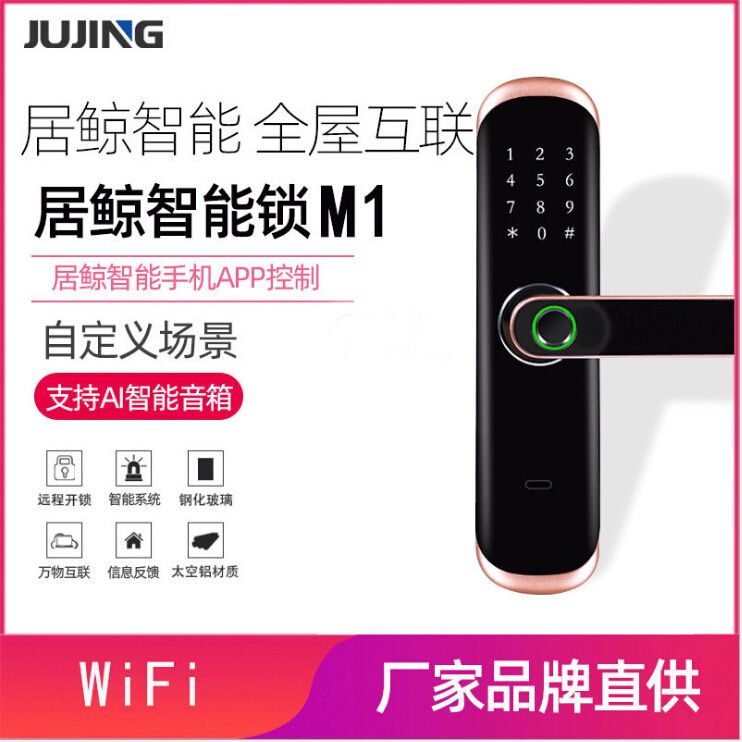 JUJING
居鲸智能 全屋互联
居鲸智能锁M1
居鲸智能手机APP控制
自定义场景
支持AI智能音箱
远程开锁 智能系统 钢化玻璃
万物互联 信息反馈 太空铝材质
1 2 3
4 5 6
7 8 9
* 0 #
WiFi 厂家品牌直供